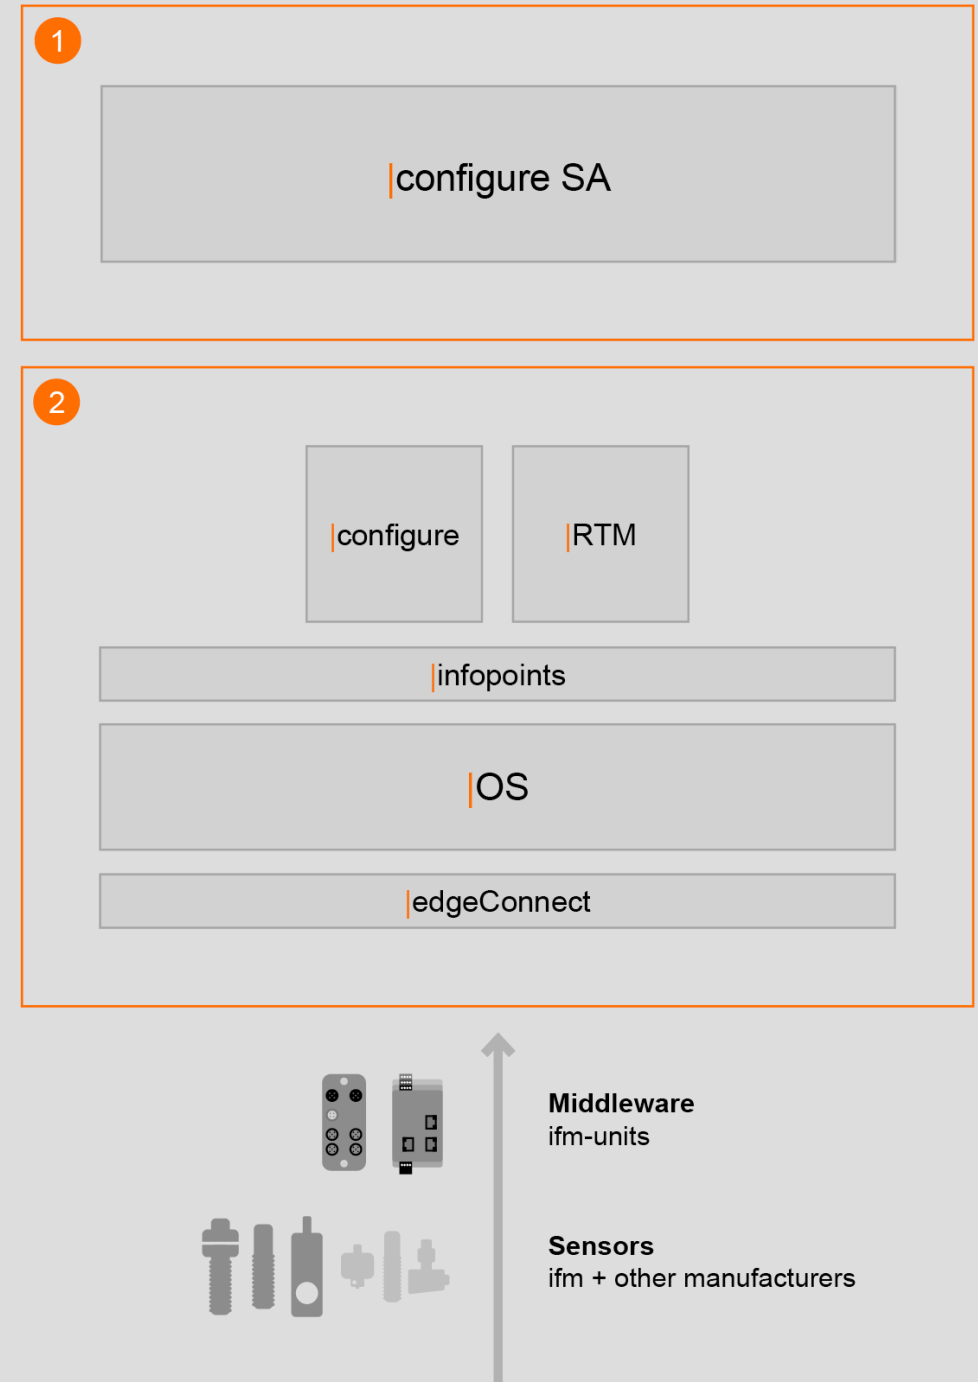 1
|configure SA
2
|configure
|RTM
|infopoints
|OS
|edgeConnect
Middleware
ifm-units
Sensors
ifm + other manufacturers